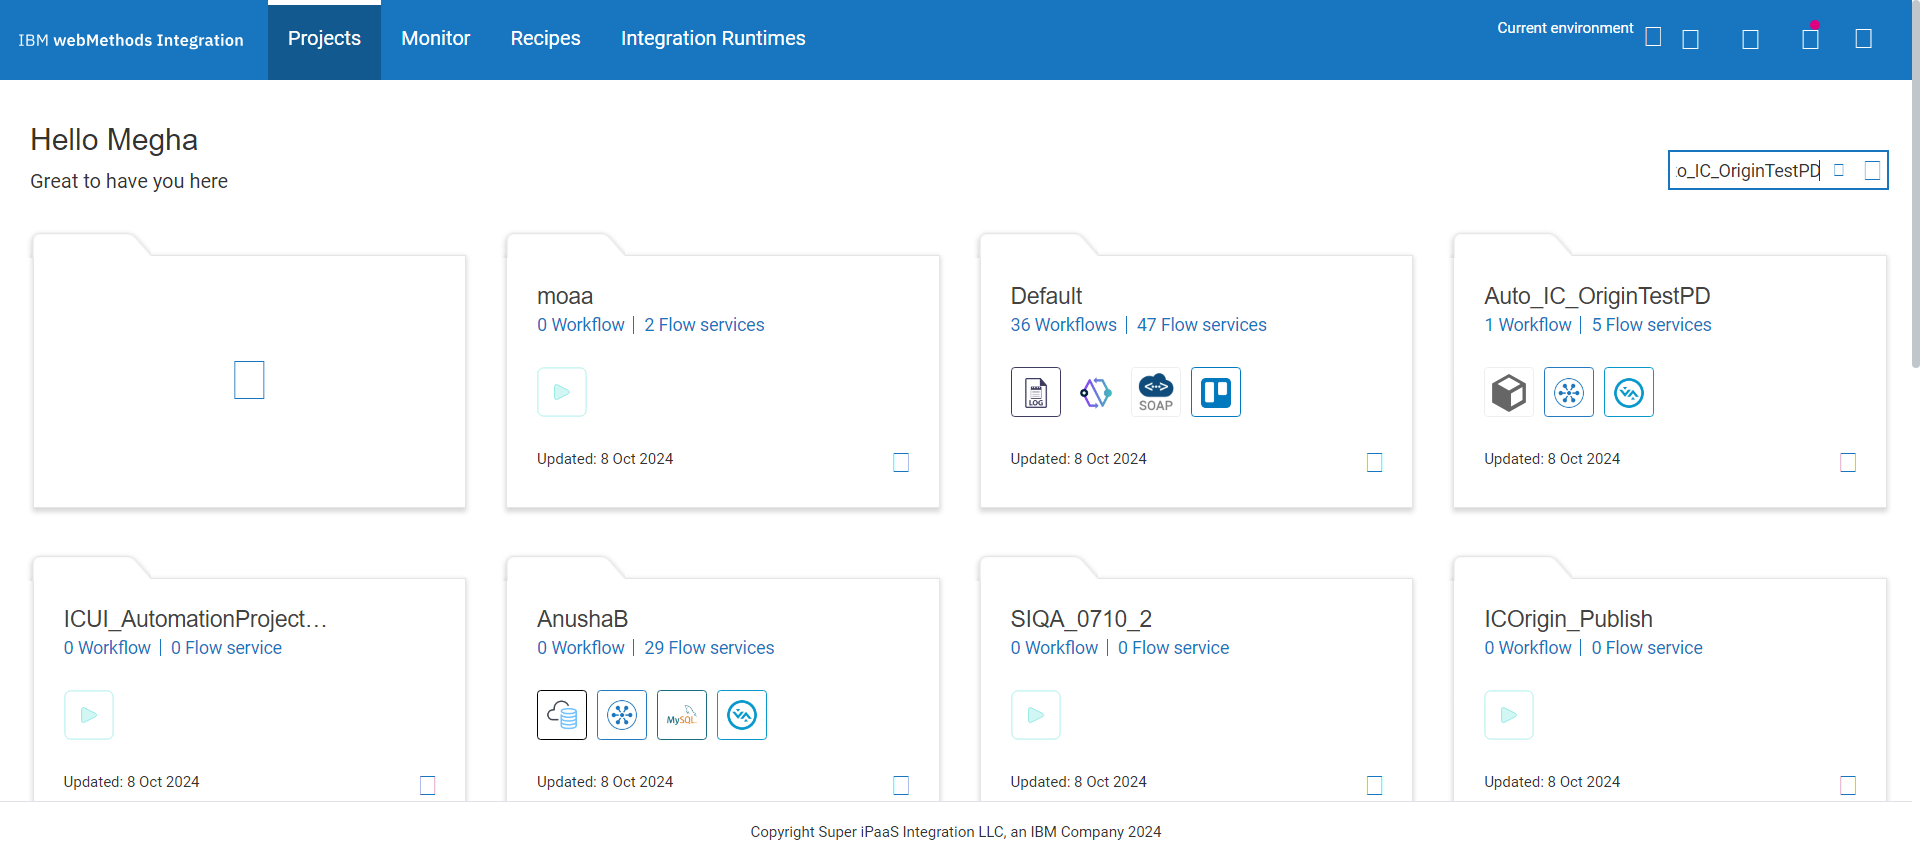 IBM webMethods Integration
Projects
Monitor
Recipes
Integration Runtimes
Current environment
Hello Megha
Great to have you here
o_IC_OriginTestPD
moaa
0 Workflow | 2 Flow services
Updated: 8 Oct 2024
Default
36 Workflows | 47 Flow services
LOG
SOAP
Updated: 8 Oct 2024
Auto_IC_OriginTestPD
1 Workflow | 5 Flow services
Updated: 8 Oct 2024
ICUI_AutomationProject...
0 Workflow | 0 Flow service
Updated: 8 Oct 2024
AnushaB
0 Workflow | 29 Flow services
MySQL
Updated: 8 Oct 2024
SIQA_0710_2
0 Workflow | 0 Flow service
Updated: 8 Oct 2024
ICOrigin_Publish
0 Workflow | 0 Flow service
Updated: 8 Oct 2024
Copyright Super iPaaS Integration LLC, an IBM Company 2024